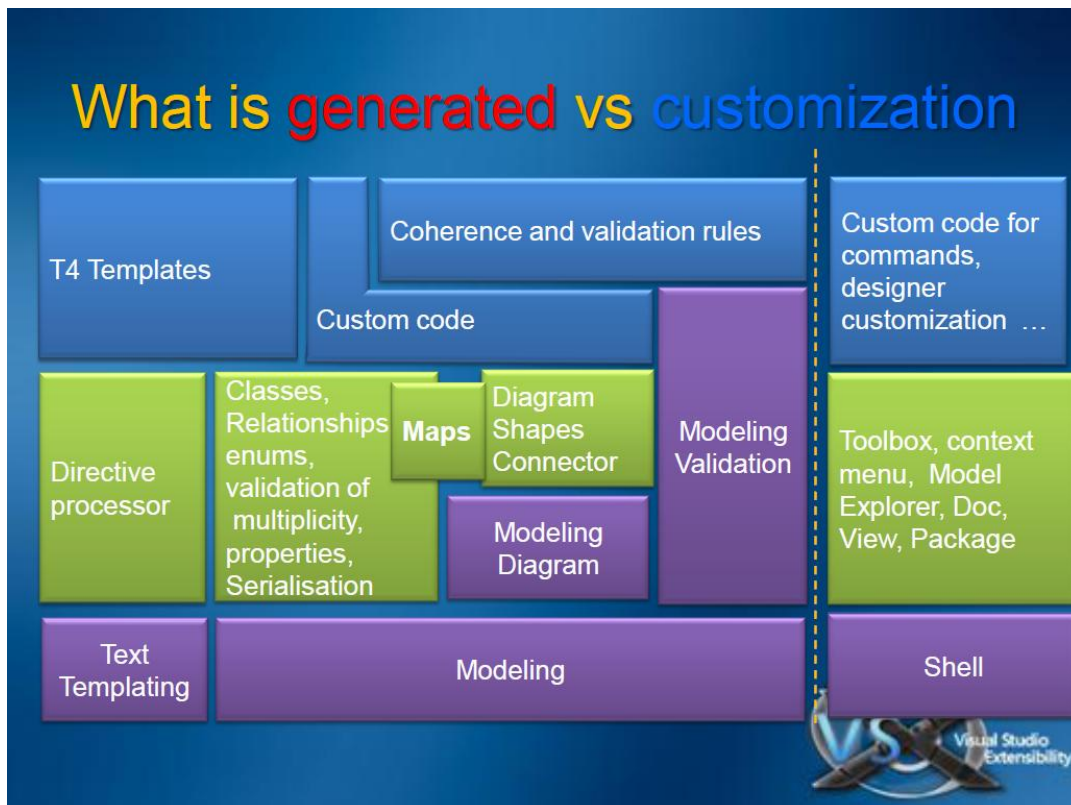 What is generated vs customization
T4 Templates
Coherence and validation rules
Custom code
Custom code for
commands,
designer
customization …
Directive
processor
Classes,
Relationships
enums,
validation of
multiplicity,
properties,
Serialisation
Maps
Diagram
Shapes
Connector
Modeling
Diagram
Modeling
Validation
Toolbox, context
menu, Model
Explorer, Doc,
View, Package
Text
Templating
Modeling
Shell
VSX
Visual Studio
Extensibility